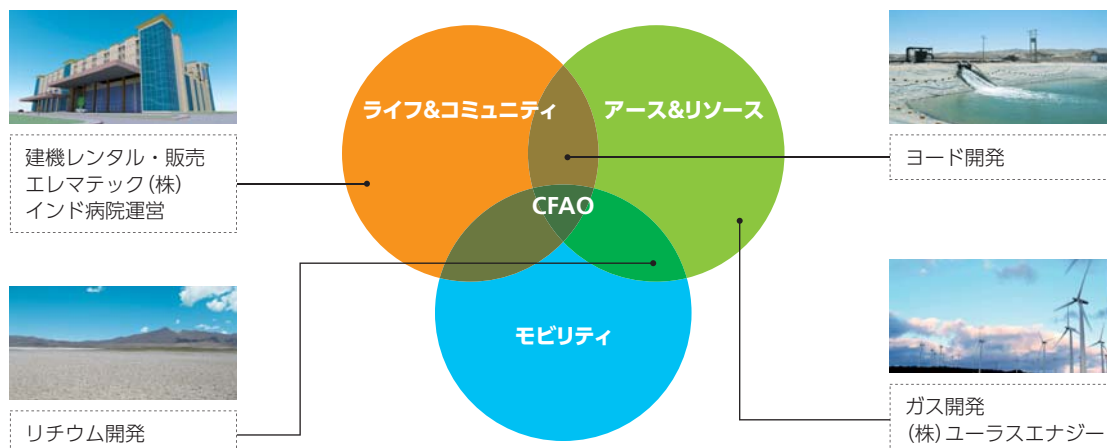 ライフ&コミュニティ
アース&リソース
CFAO
モビリティ
建機レンタル・販売
エレマテック(株)
インド病院運営
ヨード開発
リチウム開発
ガス開発
(株)ユーラスエナジー